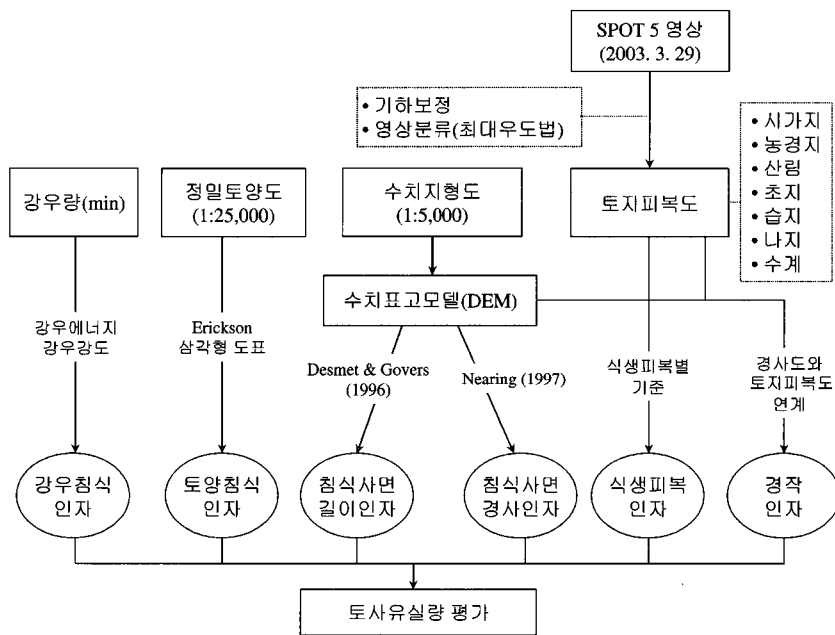 SPOT 5 영상
(2003. 3. 29)
• 기하보정
• 영상분류(최대우도법)
• 시가지
• 농경지
• 산림
• 초지
• 습지
• 나지
• 수계
강우량(min)
정밀토양도
(1:25,000)
수치지형도
(1:5,000)
토지피복도
수치표고모델(DEM)
강우에너지
강우강도
Erickson
삼각형 도표
Desmet & Govers
(1996)
Nearing (1997)
식생피복별
기준
경사도와
토지피복도
연계
강우침식
인자
토양침식
인자
침식사면
길이인자
침식사면
경사인자
식생피복
인자
경작
인자
토사유실량 평가